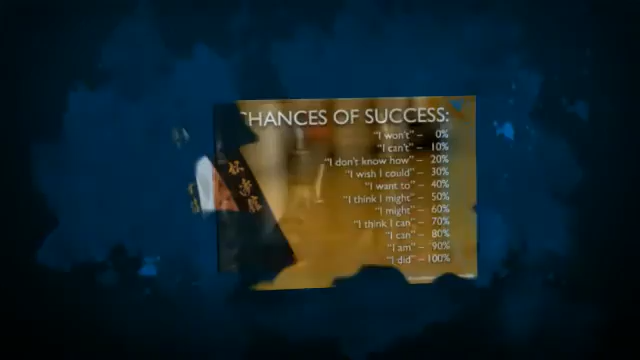 CHANCES OF SUCCESS:
"I won't" – 0%
"I can't" – 10%
"I don't know how" – 20%
"I wish I could" – 30%
"I want to" – 40%
"I think I might" – 50%
"I might" – 60%
"I think I can" – 70%
"I can" – 80%
"I am" – 90%
"I did" – 100%